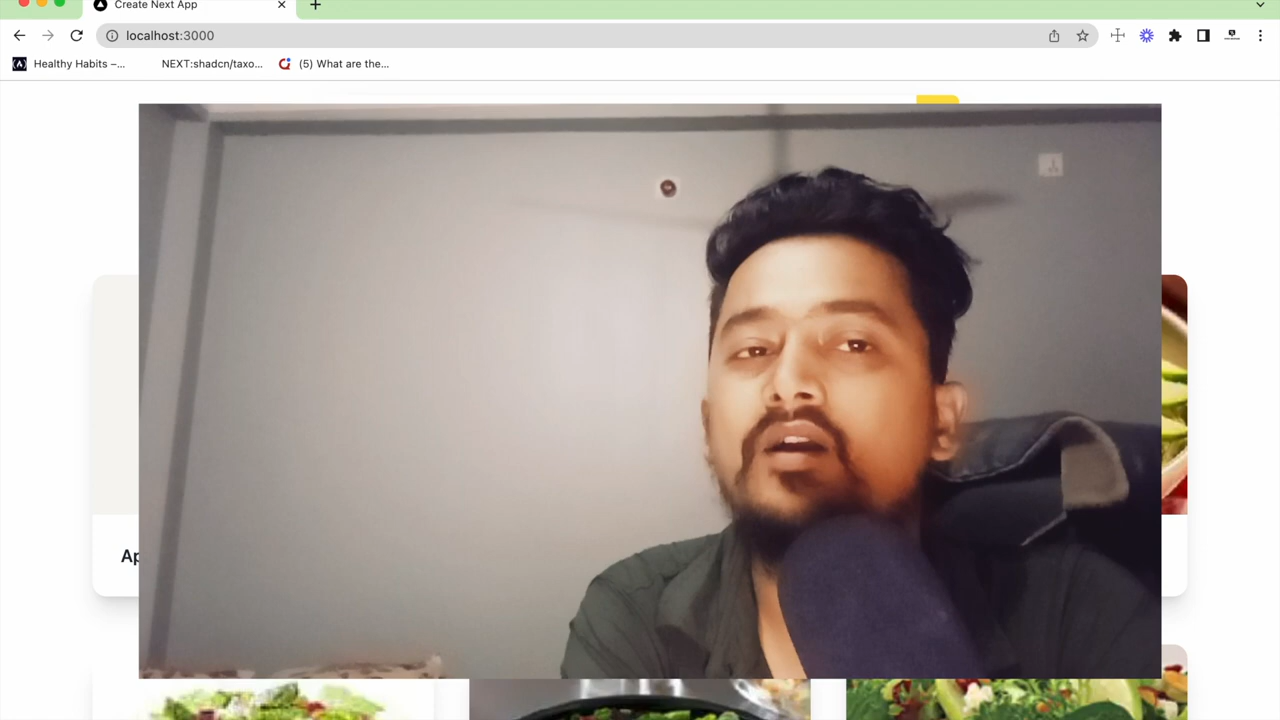 Create Next App
localhost:3000
Healthy Habits –...
NEXT:shadcn/taxo...
(5) What are the...
Ap